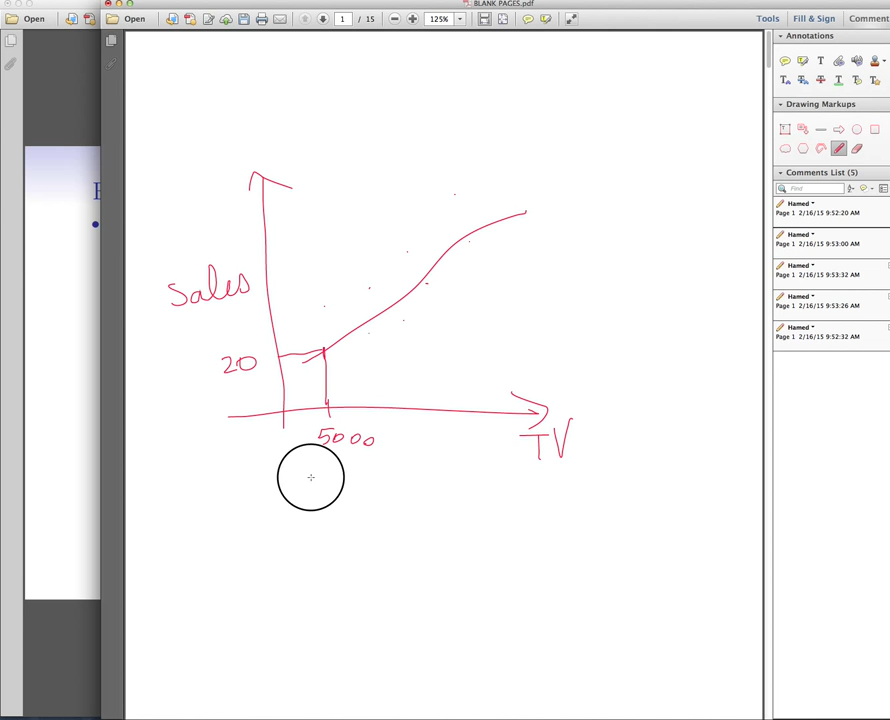 BLANK PAGES.pdf
Open
Open
1 / 15
125%
Tools
Fill & Sign
Comment
Annotations
T
T
T
T
T
T
T
Drawing Markups
T
Comments List (5)
Find
Hamed
Page 1 2/16/15 9:52:20 AM
Hamed
Page 1 2/16/15 9:53:00 AM
Hamed
Page 1 2/16/15 9:53:32 AM
Hamed
Page 1 2/16/15 9:53:26 AM
Hamed
Page 1 2/16/15 9:52:32 AM
Sales
20
5000
TV